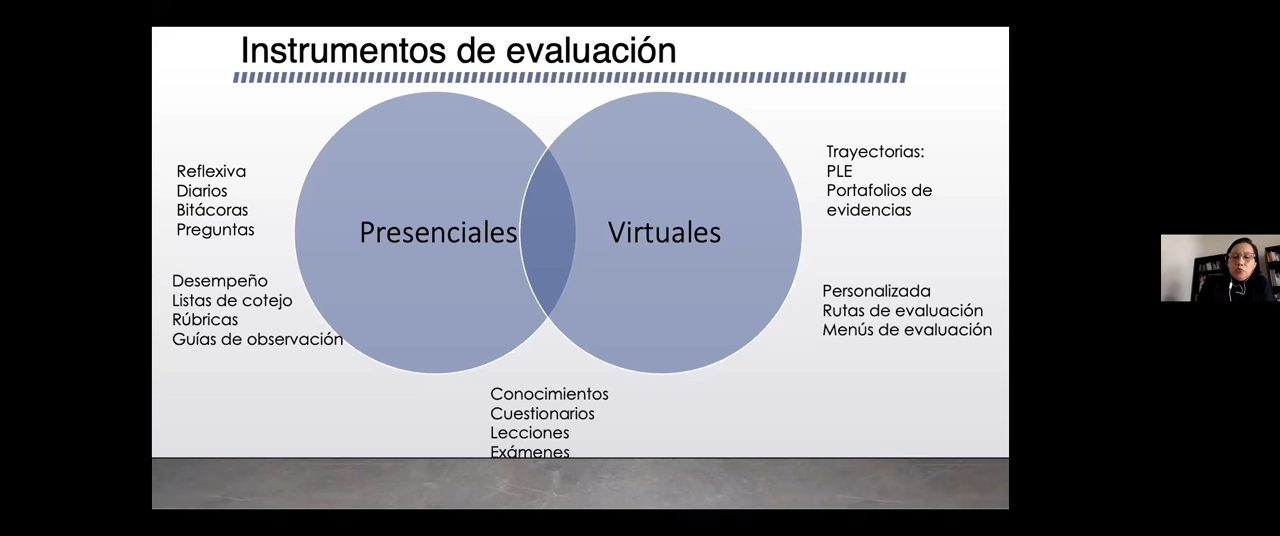 Instrumentos de evaluación
Reflexiva
Diarios
Bitácoras
Preguntas
Desempeño
Listas de cotejo
Rúbricas
Guías de observación
Presenciales
Virtuales
Trayectorias:
PLE
Portafolios de
evidencias
Personalizada
Rutas de evaluación
Menús de evaluación
Conocimientos
Cuestionarios
Lecciones
Exámenes